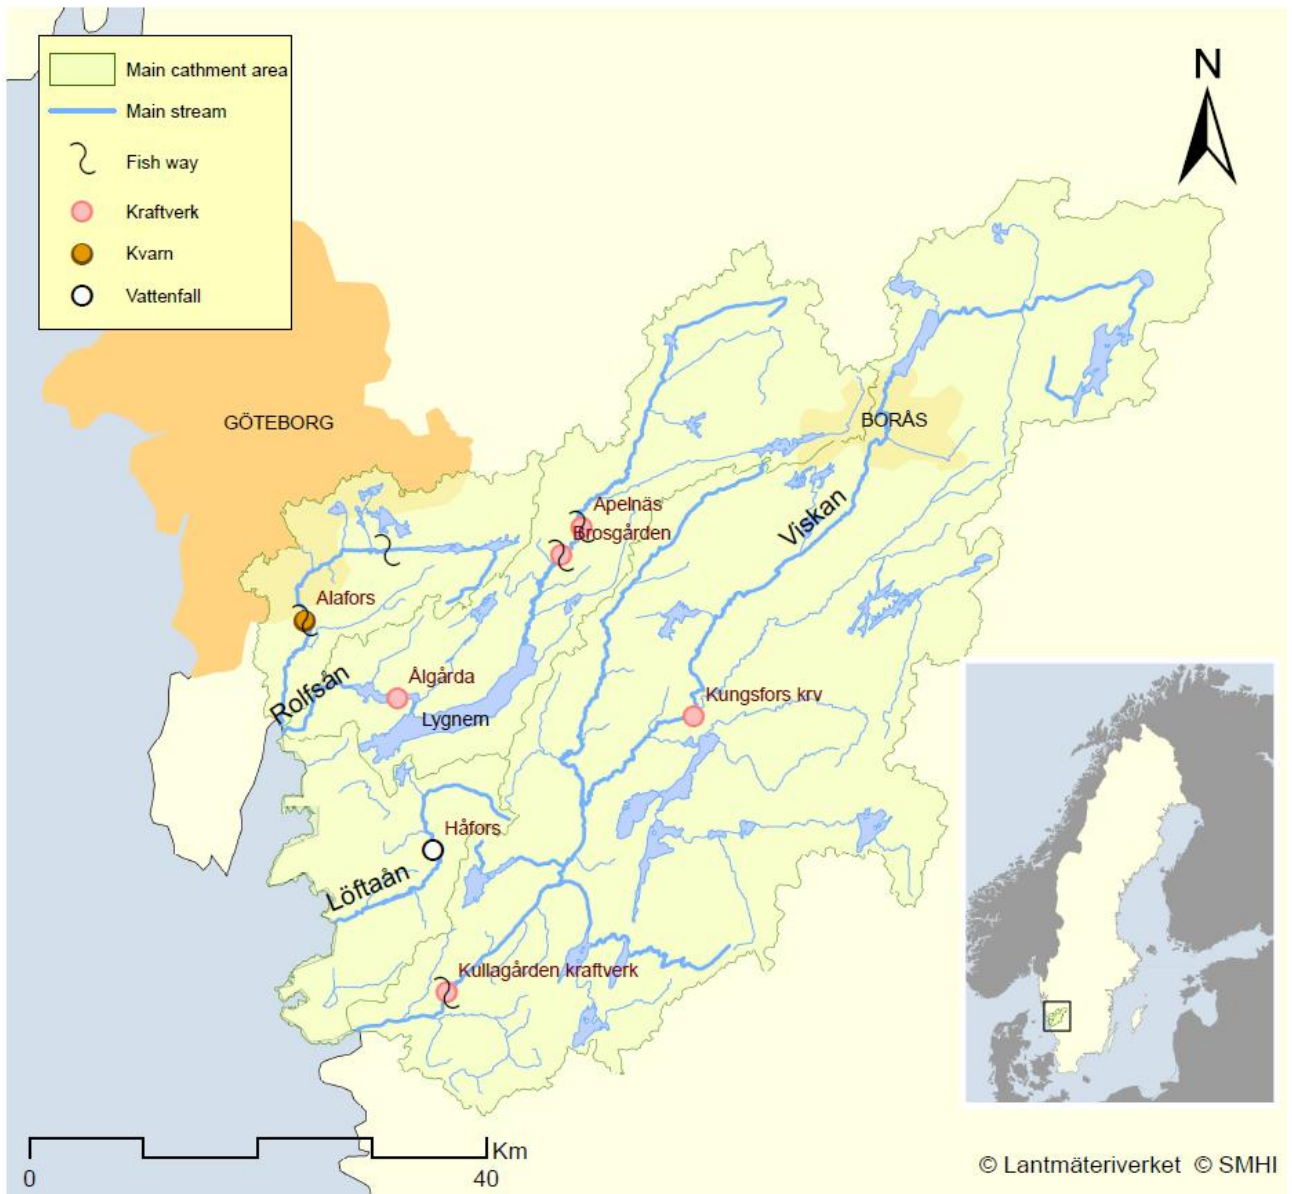 Main cathment area
Main stream
Fish way
Kraftverk
Kvarn
Vattenfall
N
GÖTEBORG
BORÅS
Apelnäs
Brosgården
Viskan
Alafors
Rolfsån
Ålgårda
Lygnern
Kungsfors krv
Håfors
Löftaån
Kullagården kraftverk
Km
0 40
© Lantmäteriverket © SMHI